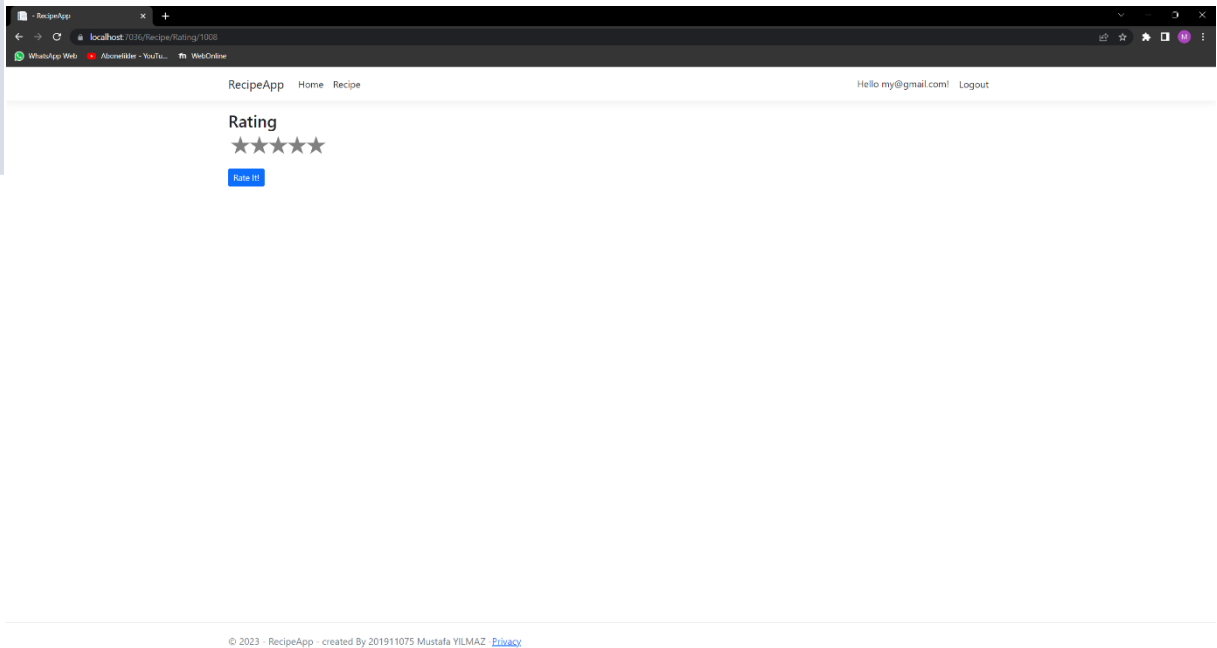 - RecipeApp
localhost:7036/Recipe/Rating/1008
M
WhatsApp Web Abonelikler - YouTu... WebOnline
RecipeApp Home Recipe Hello my@gmail.com! Logout
Rating
Rate It!
© 2023 - RecipeApp - created By 201911075 Mustafa YILMAZ - Privacy